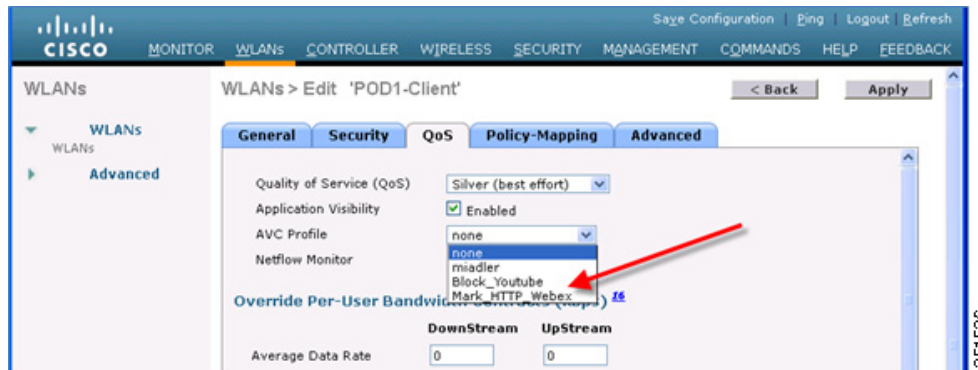 Save Configuration | Ping | Logout | Refresh
CISCO MONITOR WLANs CONTROLLER WIRELESS SECURITY MANAGEMENT COMMANDS HELP FEEDBACK
WLANs
WLANs > Edit 'POD1-Client'
< Back Apply
WLANs
WLANs
Advanced
General Security QoS Policy-Mapping Advanced
Quality of Service (QoS) Silver (best effort)
Application Visibility Enabled
AVC Profile none
none
miadler
Block_Youtube
Mark_HTTP_Webex
Netflow Monitor
Override Per-User (kbps) 16
DownStream UpStream
Average Data Rate 0 0